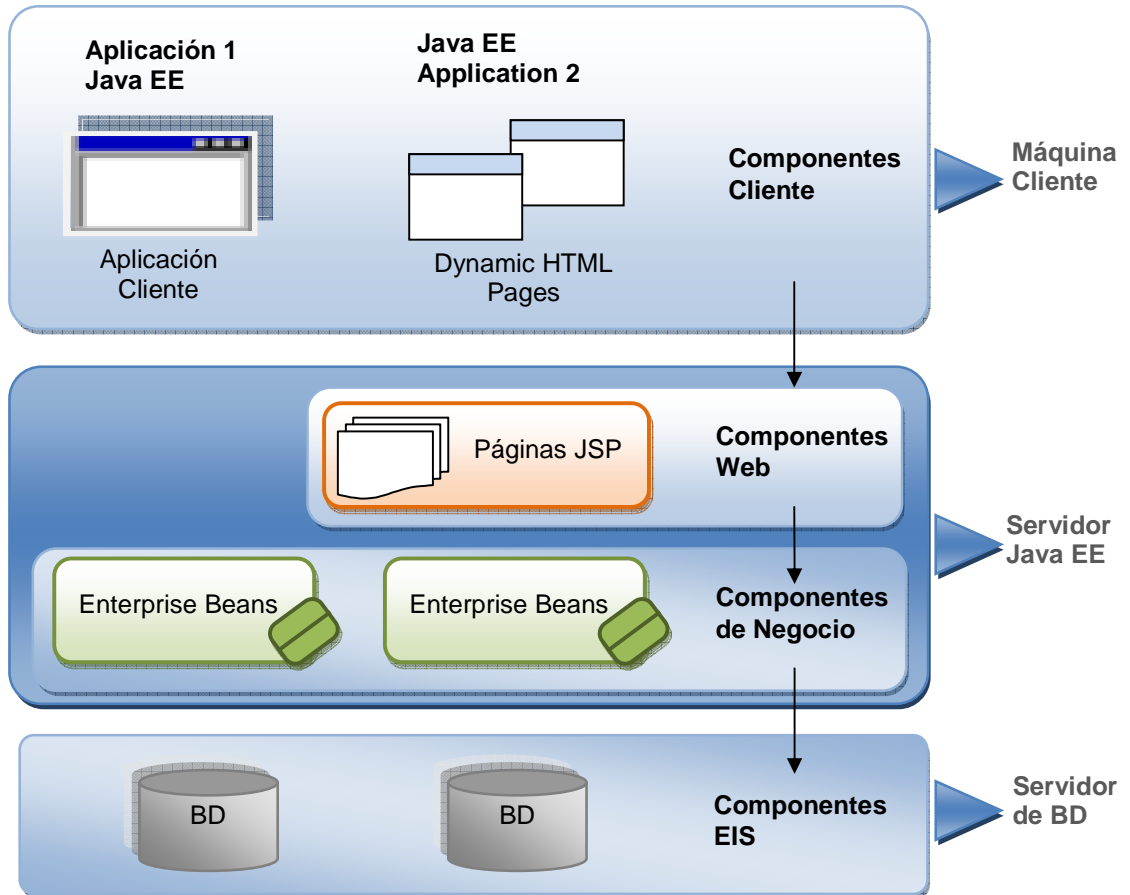 Aplicación 1
Java EE
Java EE
Application 2
Aplicación
Cliente
Dynamic HTML
Pages
Componentes
Cliente
Máquina
Cliente
Páginas JSP
Componentes
Web
Servidor
Java EE
Enterprise Beans
Enterprise Beans
Componentes
de Negocio
BD
BD
Componentes
EIS
Servidor
de BD